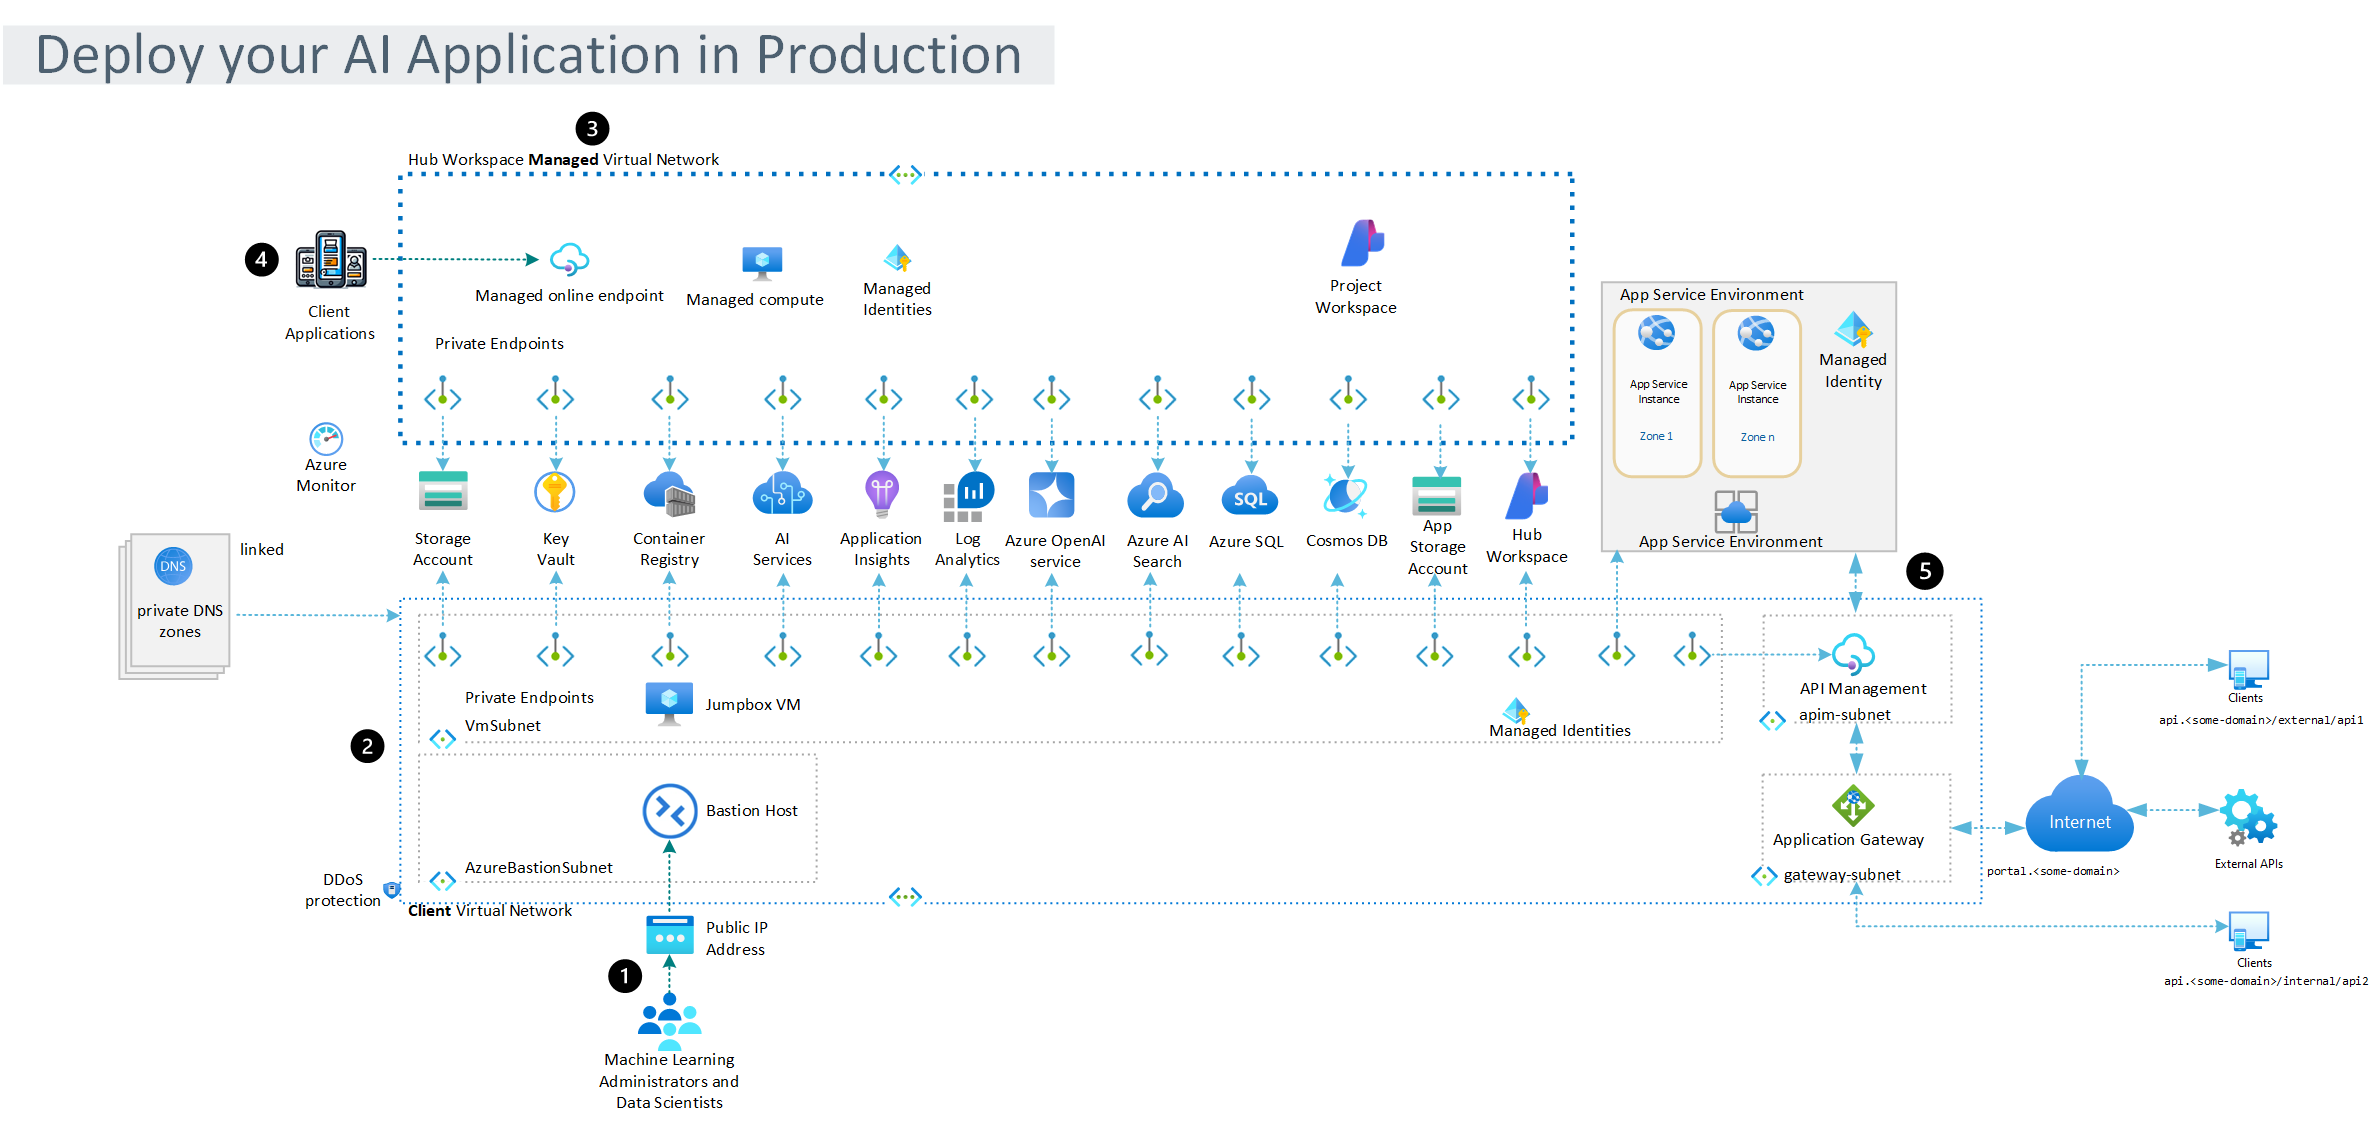 Deploy your AI Application in Production
3
Hub Workspace Managed Virtual Network
4
Client
Applications
Managed online endpoint
Managed compute
Managed
Identities
Project
Workspace
Private Endpoints
App Service Environment
App Service
Instance
Zone 1
App Service
Instance
Zone n
Managed
Identity
App Service Environment
Azure
Monitor
Storage
Account
Key
Vault
Container
Registry
AI
Services
Application
Insights
Log
Analytics
Azure OpenAI
service
Azure AI
Search
SQL
Azure SQL
Cosmos DB
App
Storage
Account
Hub
Workspace
5
DNS
private DNS
zones
linked
2
Private Endpoints
VmSubnet
Jumpbox VM
Managed Identities
API Management
apim-subnet
Clients
api.<some-domain>/external/api1
Bastion Host
AzureBastionSubnet
Application Gateway
gateway-subnet
Internet
portal.<some-domain>
External APIs
DDoS
protection
Client Virtual Network
Public IP
Address
1
Clients
api.<some-domain>/internal/api2
Machine Learning
Administrators and
Data Scientists